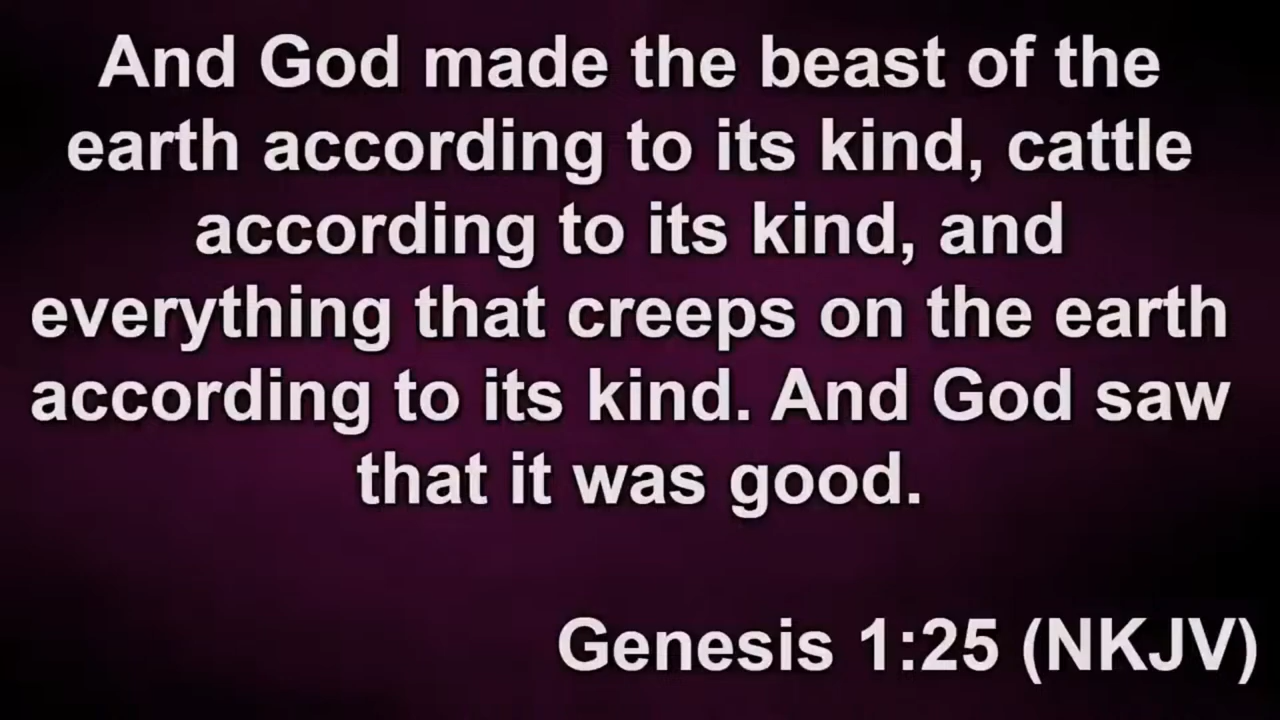 And God made the beast of the
earth according to its kind, cattle
according to its kind, and
everything that creeps on the earth
according to its kind. And God saw
that it was good.
Genesis 1:25 (NKJV)